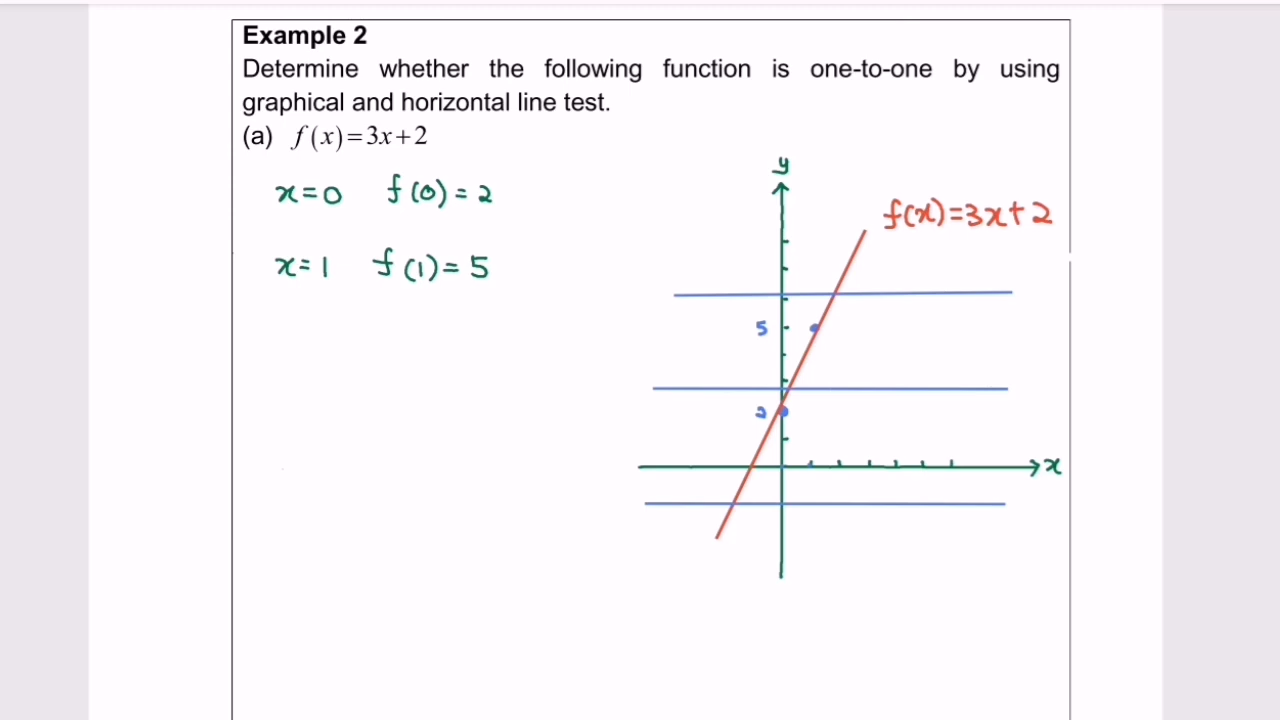 Example 2
Determine whether the following function is one-to-one by using
graphical and horizontal line test.
(a) f(x)=3x+2
x=0 f(0)=2
x=1 f(1)=5
y
f(x)=3x+2
5
2
x